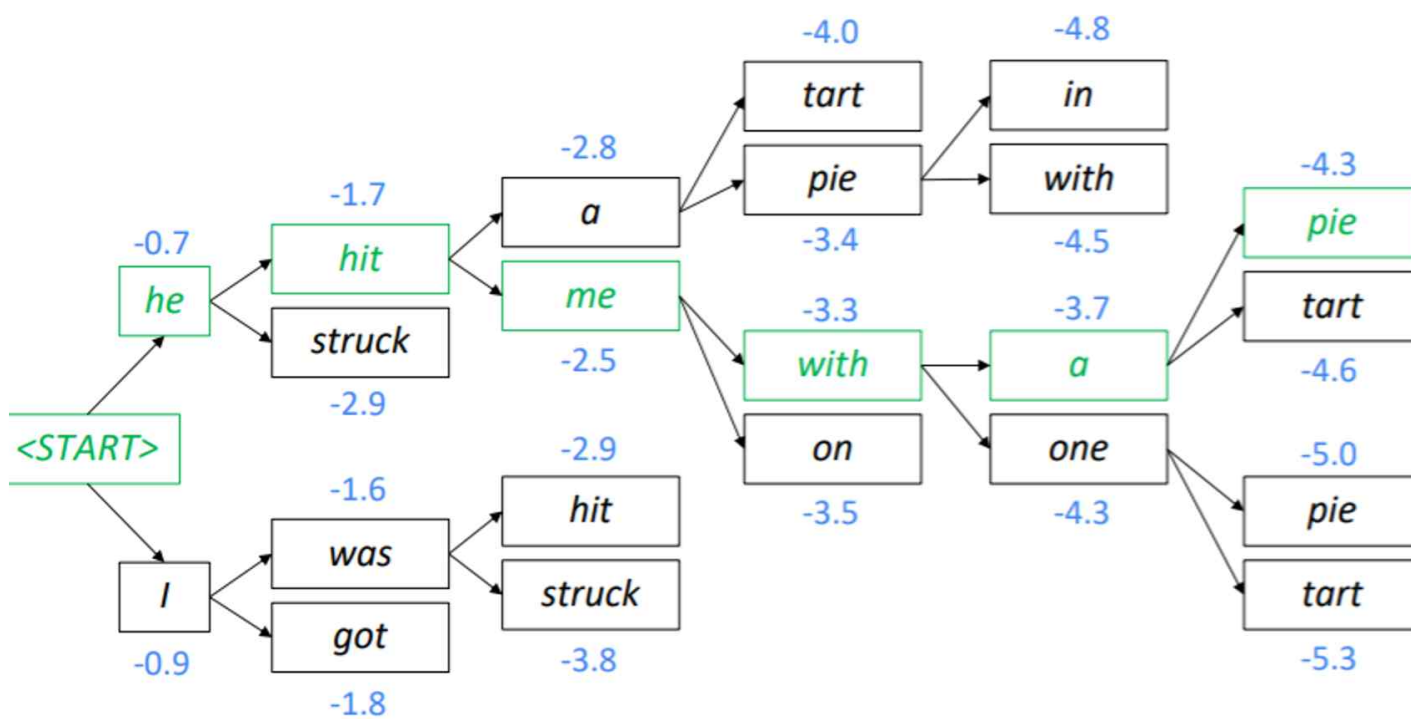 -4.0
-4.8
tart
in
-2.8
-4.3
-1.7
a
pie
with
pie
-0.7
hit
-3.4
-4.5
he
me
-3.3
-3.7
tart
struck
-2.5
with
a
-4.6
-2.9
<START>
-2.9
on
one
-5.0
-1.6
hit
-3.5
-4.3
pie
was
I
struck
tart
got
-0.9
-3.8
-5.3
-1.8